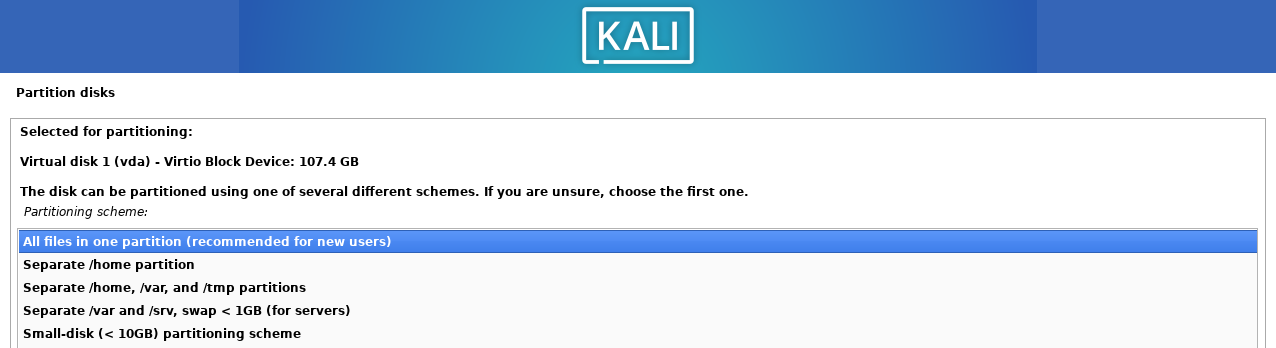 KALI
Partition disks
Selected for partitioning:
Virtual disk 1 (vda) - Virtio Block Device: 107.4 GB
The disk can be partitioned using one of several different schemes. If you are unsure, choose the first one.
Partitioning scheme:
All files in one partition (recommended for new users)
Separate /home partition
Separate /home, /var, and /tmp partitions
Separate /var and /srv, swap < 1GB (for servers)
Small-disk (< 10GB) partitioning scheme